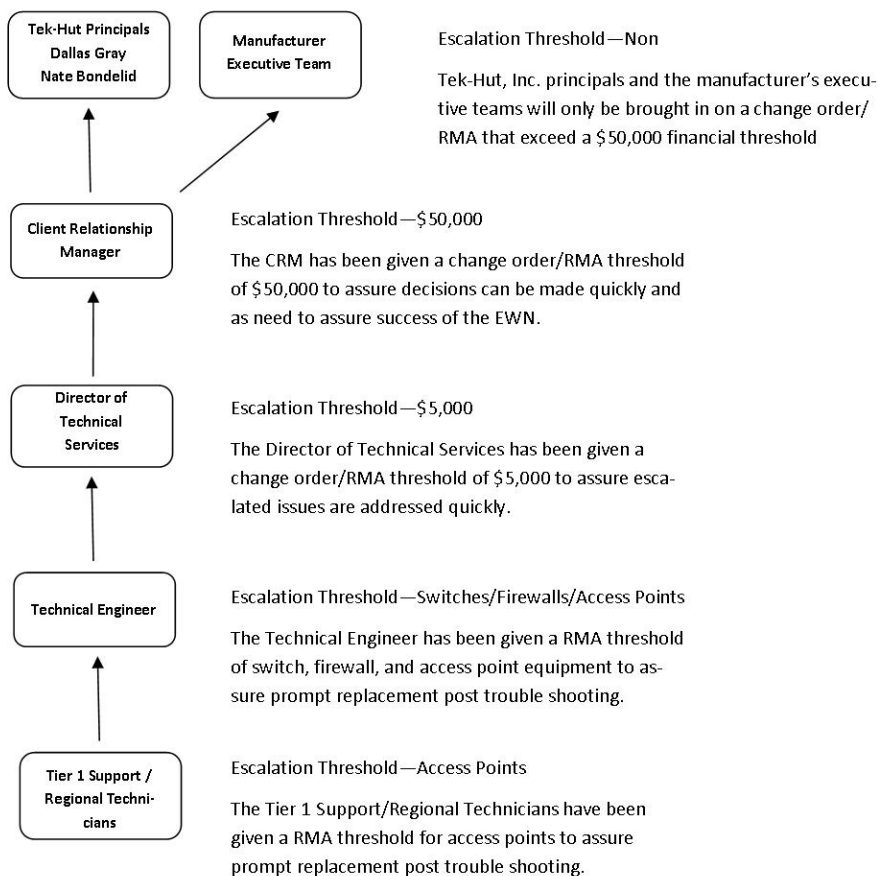 Tek-Hut Principals
Dallas Gray
Nate Bondelid
Manufacturer
Executive Team
Escalation Threshold—Non
Tek-Hut, Inc. principals and the manufacturer's execu-
tive teams will only be brought in on a change order/
RMA that exceed a $50,000 financial threshold
Client Relationship
Manager
Escalation Threshold—$50,000
The CRM has been given a change order/RMA threshold
of $50,000 to assure decisions can be made quickly and
as need to assure success of the EWN.
Director of
Technical
Services
Escalation Threshold—$5,000
The Director of Technical Services has been given a
change order/RMA threshold of $5,000 to assure esca-
lated issues are addressed quickly.
Technical Engineer
Escalation Threshold—Switches/Firewalls/Access Points
The Technical Engineer has been given a RMA threshold
of switch, firewall, and access point equipment to as-
sure prompt replacement post trouble shooting.
Tier 1 Support /
Regional Techni-
cians
Escalation Threshold—Access Points
The Tier 1 Support/Regional Technicians have been
given a RMA threshold for access points to assure
prompt replacement post trouble shooting.